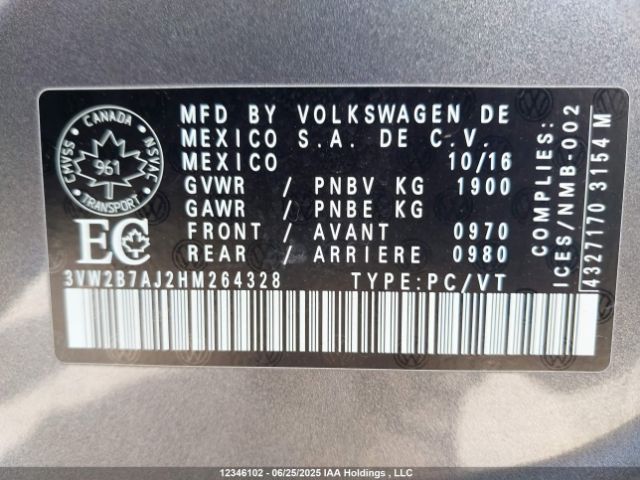 CANADA
CMVSS
NSVAC
961
TRANSPORT
EC
MFD BY VOLKSWAGEN DE
MEXICO S.A. DE C.V.
MEXICO 10/16
GVWR / PNBV KG 1900
GAWR / PNBE KG
FRONT / AVANT 0970
REAR / ARRIERE 0980
3VW2B7AJ2HM264328 TYPE:PC/VT
COMPLIES:
ICES/NMB-002
4327170 3154 M
12346102 - 06/25/2025 IAA Holdings, LLC